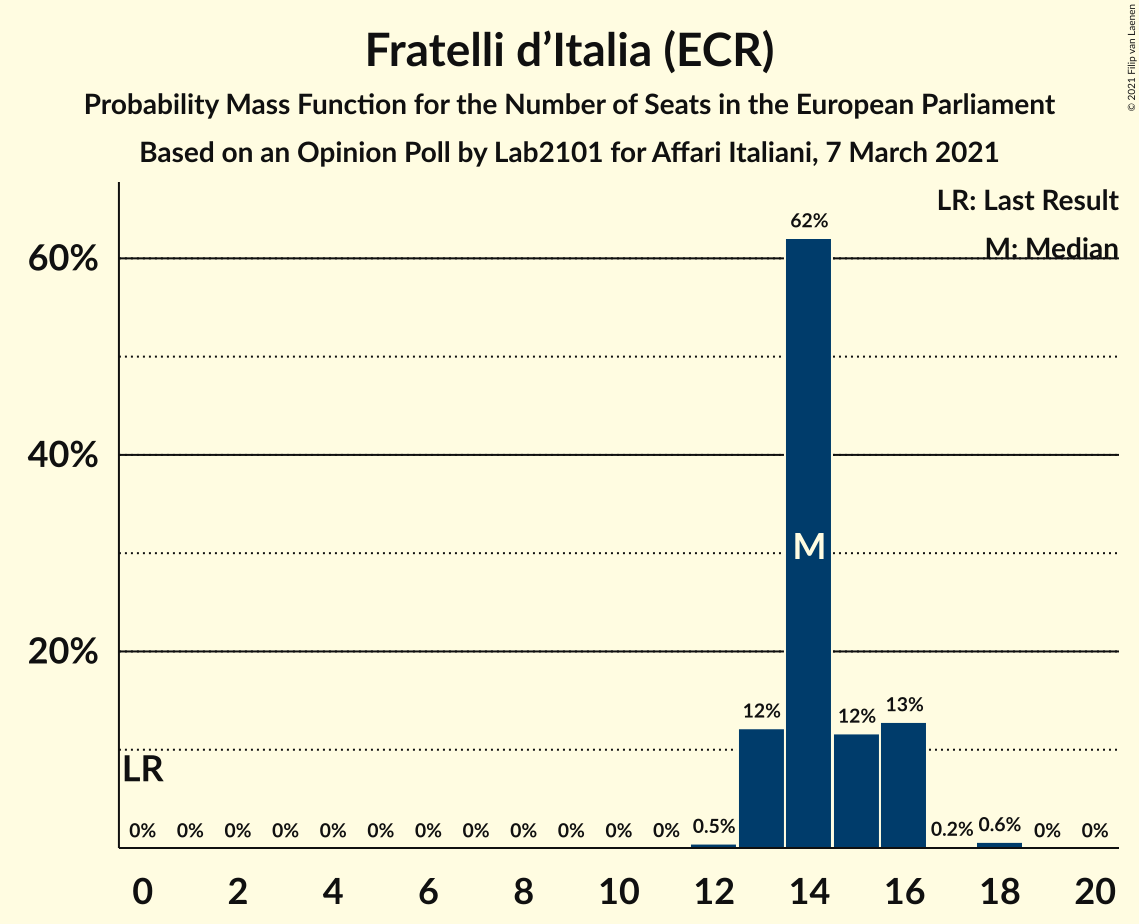 Fratelli d’Italia (ECR)
Probability Mass Function for the Number of Seats in the European Parliament
Based on an Opinion Poll by Lab2101 for Affari Italiani, 7 March 2021
© 2021 Filip van Laenen
LR: Last Result
M: Median
60%
40%
20%
62%
M
12%
12%
13%
LR
0% 0% 0% 0% 0% 0% 0% 0% 0% 0% 0% 0% 0.5% 0.2% 0.6% 0% 0%
0 2 4 6 8 10 12 14 16 18 20